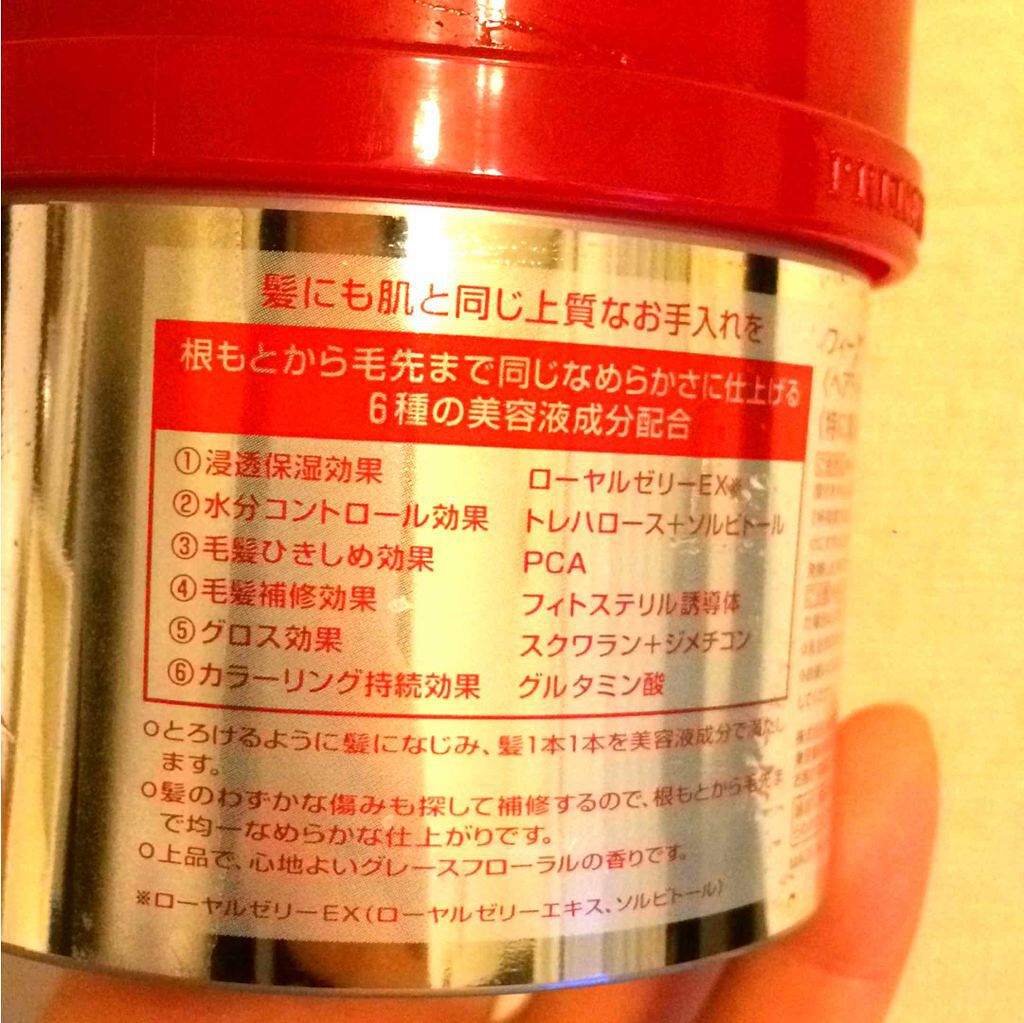 髪にも肌と同じ上質なお手入れを
根もとから毛先まで同じなめらかさに仕上げる
6種の美容液成分配合
①浸透保湿効果 ローヤルゼリーEX※
②水分コントロール効果 トレハロース+ソルビトール
③毛髪ひきしめ効果 PCA
④毛髪補修効果 フィトステリル誘導体
⑤グロス効果 スクワラン+ジメチコン
⑥カラーリング持続効果 グルタミン酸
○とろけるように髪になじみ、髪1本1本を美容液成分で満たし
ます。
○髪のわずかな傷みも探して補修するので、根もとから毛先ま
で均一なめらかな仕上がりです。
○上品で、心地よいグレースフローラルの香りです。
※ローヤルゼリーEX(ローヤルゼリーエキス、ソルビトール)